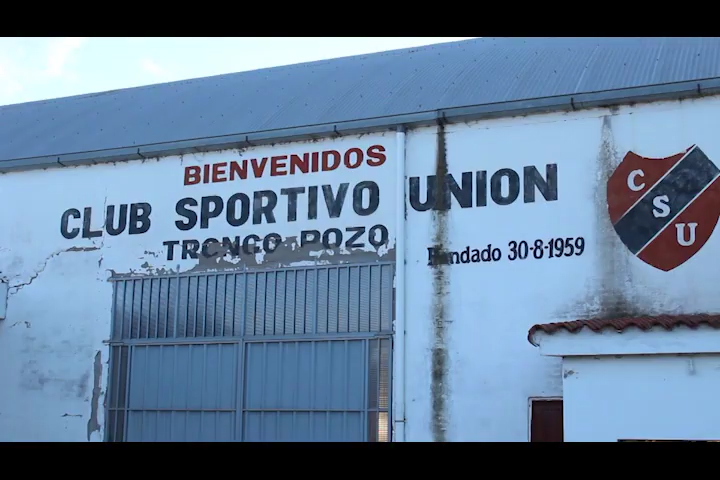 BIENVENIDOS
CLUB SPORTIVO UNION
TRONCO POZO
Fundado 30-8-1959
C
S
U